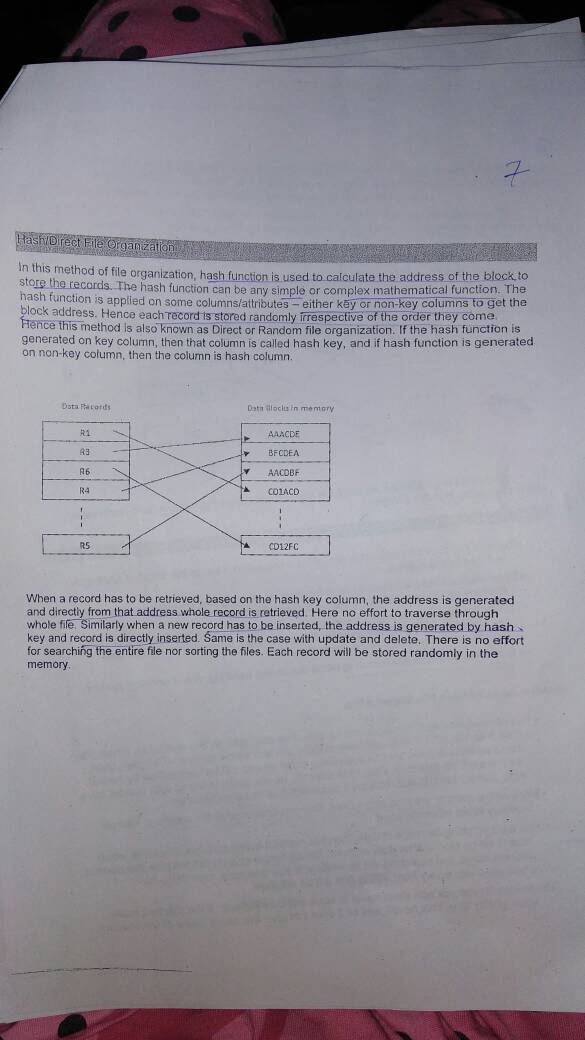 7
Hash/Direct File Organization
In this method of file organization, hash function is used to calculate the address of the block to
store the records. The hash function can be any simple or complex mathematical function. The
hash function is applied on some columns/attributes – either key or non-key columns to get the
block address. Hence each record is stored randomly irrespective of the order they come.
Hence this method is also known as Direct or Random file organization. If the hash function is
generated on key column, then that column is called hash key, and if hash function is generated
on non-key column, then the column is hash column.
Data Records
Data Blocks in memory
R1
AAACDE
R3
BFCDEA
R6
AACDBF
R4
CD1ACD
R5
CD12FC
When a record has to be retrieved, based on the hash key column, the address is generated
and directly from that address whole record is retrieved. Here no effort to traverse through
whole file. Similarly when a new record has to be inserted, the address is generated by hash
key and record is directly inserted. Same is the case with update and delete. There is no effort
for searching the entire file nor sorting the files. Each record will be stored randomly in the
memory.